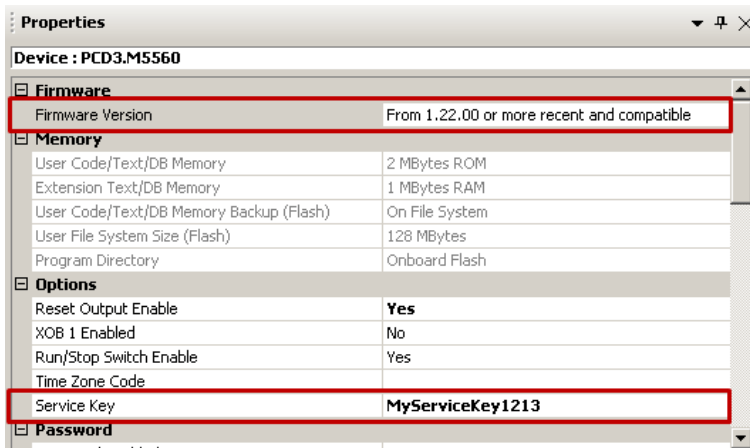 Properties
Device : PCD3.M5560
Firmware
Firmware Version From 1.22.00 or more recent and compatible
Memory
User Code/Text/DB Memory 2 MBytes ROM
Extension Text/DB Memory 1 MBytes RAM
User Code/Text/DB Memory Backup (Flash) On File System
User File System Size (Flash) 128 MBytes
Program Directory Onboard Flash
Options
Reset Output Enable Yes
XOB 1 Enabled No
Run/Stop Switch Enable Yes
Time Zone Code
Service Key MyServiceKey1213
Password